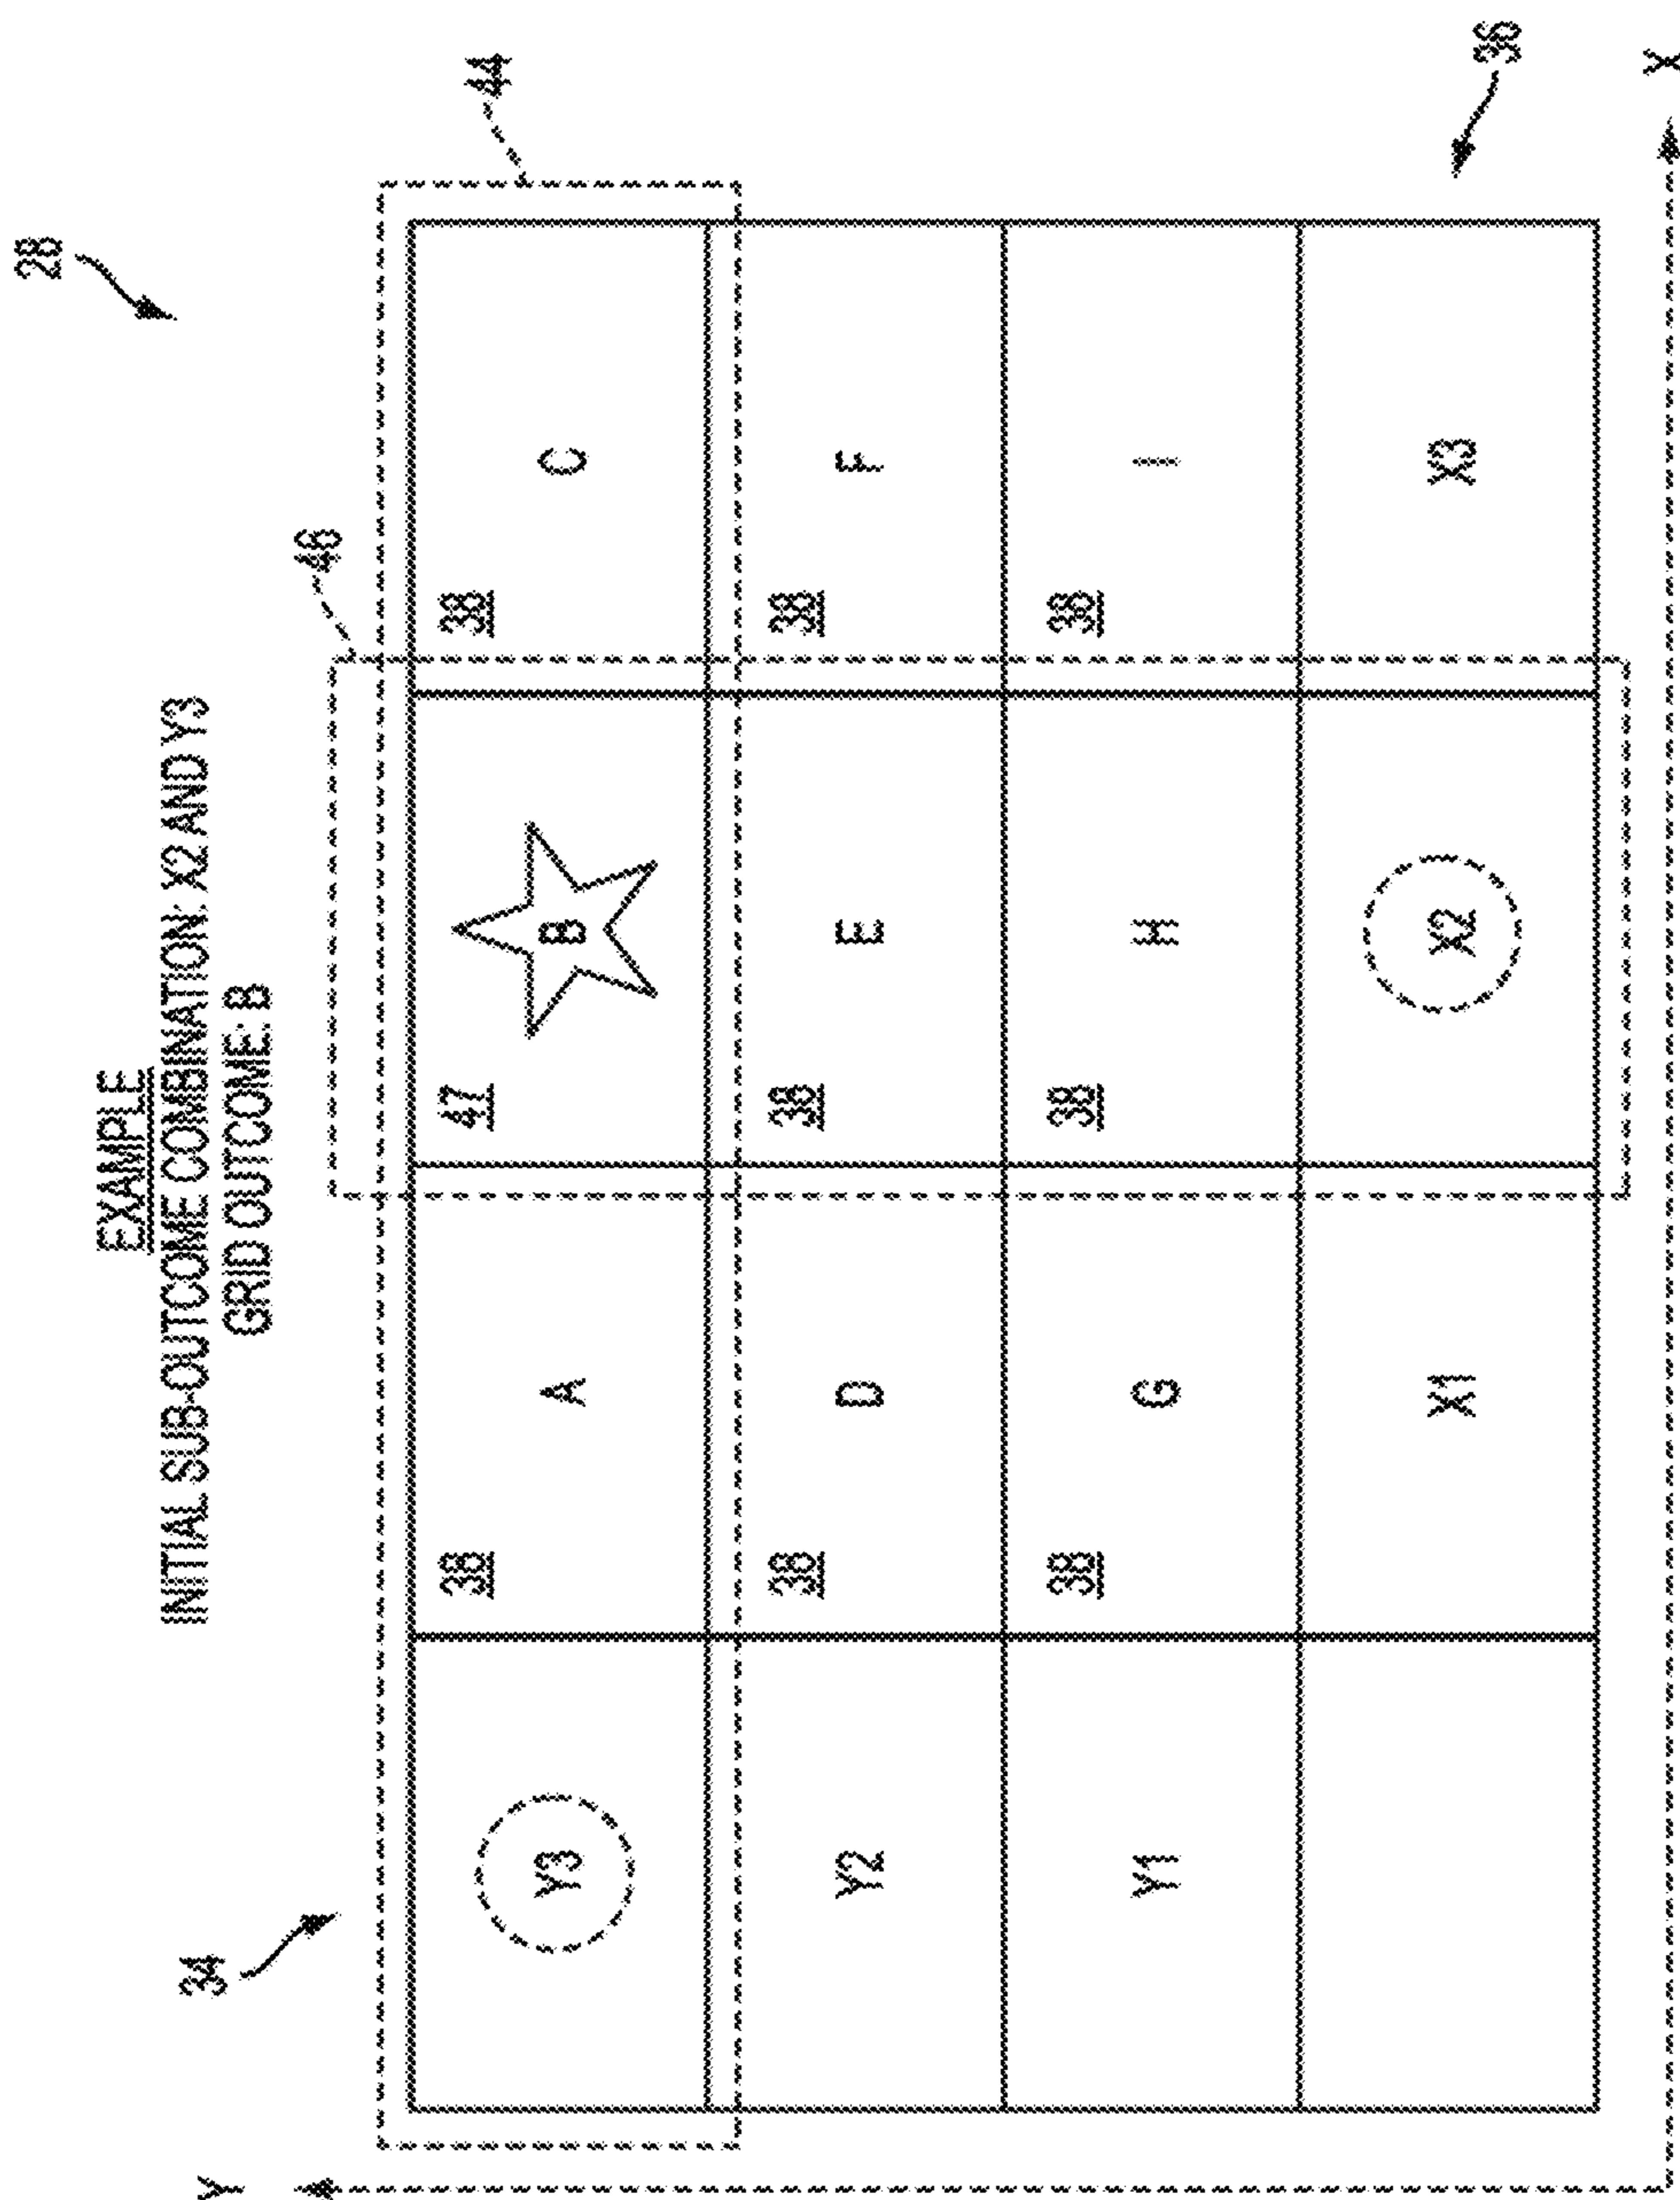 28
EXAMPLE
INITIAL SUB-OUTCOME COMBINATION: X2 AND Y3
GRID OUTCOME: B
34
Y
46
44
38 47 38
Y3 A B C
38 38 38
Y2 D E F
38 38 38
Y1 G H I
X1 X2 X3
36
X